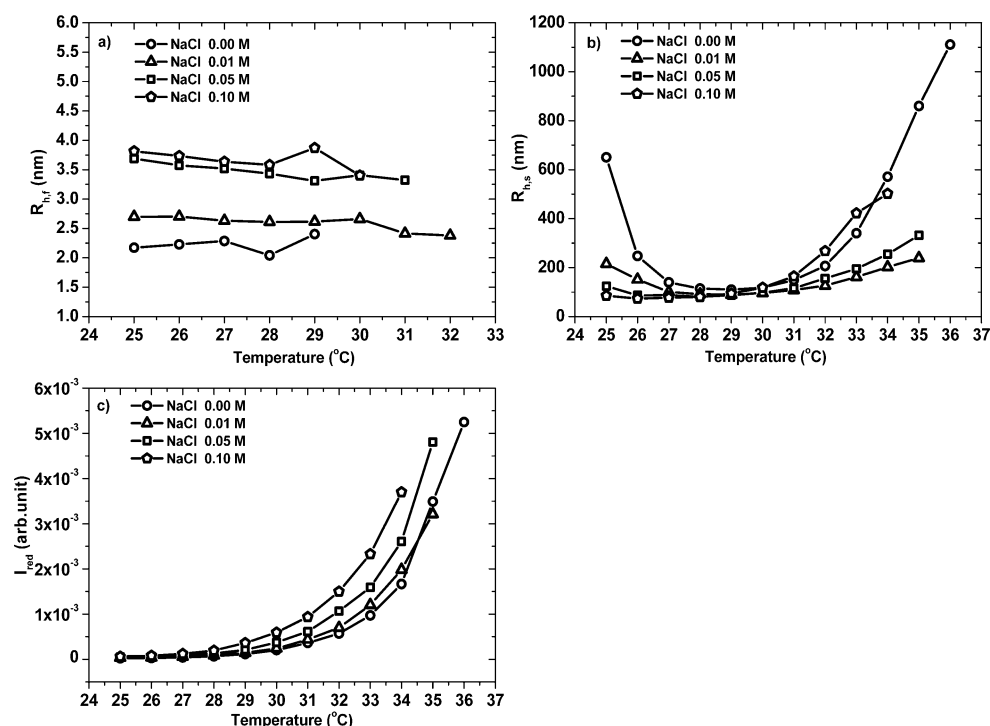 a)
NaCl 0.00 M
NaCl 0.01 M
NaCl 0.05 M
NaCl 0.10 M
6.0
5.5
5.0
4.5
4.0
3.5
3.0
2.5
2.0
1.5
1.0
R_h,f (nm)
24 25 26 27 28 29 30 31 32 33
Temperature (°C)
b)
NaCl 0.00 M
NaCl 0.01 M
NaCl 0.05 M
NaCl 0.10 M
1200
1000
800
600
400
200
0
R_h,s (nm)
24 25 26 27 28 29 30 31 32 33 34 35 36 37
Temperature (°C)
c)
NaCl 0.00 M
NaCl 0.01 M
NaCl 0.05 M
NaCl 0.10 M
6x10⁻³
5x10⁻³
4x10⁻³
3x10⁻³
2x10⁻³
1x10⁻³
0
I_red (arb.unit)
24 25 26 27 28 29 30 31 32 33 34 35 36 37
Temperature (°C)